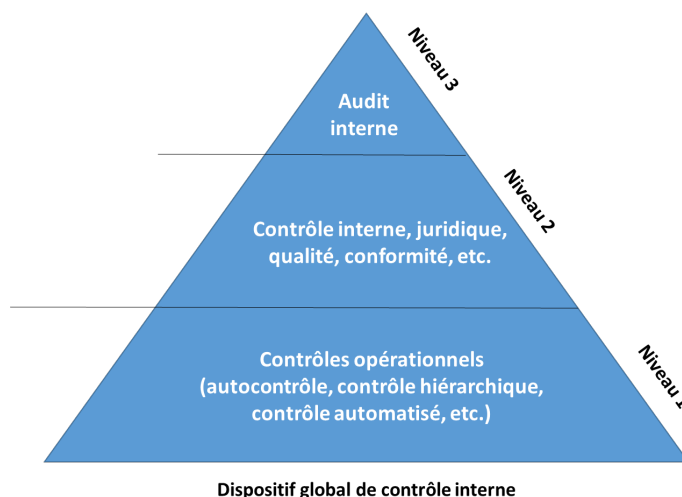 Niveau 3
Audit
interne
Niveau 2
Contrôle interne, juridique,
qualité, conformité, etc.
Niveau 1
Contrôles opérationnels
(autocontrôle, contrôle hiérarchique,
contrôle automatisé, etc.)
Dispositif global de contrôle interne